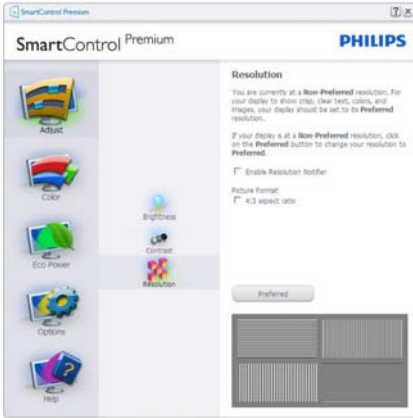 SmartControl Premium
SmartControl Premium
PHILIPS
Adjust
Color
Eco Power
Options
Help
Brightness
Contrast
Resolution
Resolution
You are currently at a Non-Preferred resolution. For
your display to show crisp, clear text, colors, and
images, your display should be set to its Preferred
resolution.
If your display is at a Non-Preferred resolution, click
on the Preferred button to change your resolution to
Preferred.
Enable Resolution Notifier
Picture Format
4:3 aspect ratio
Preferred